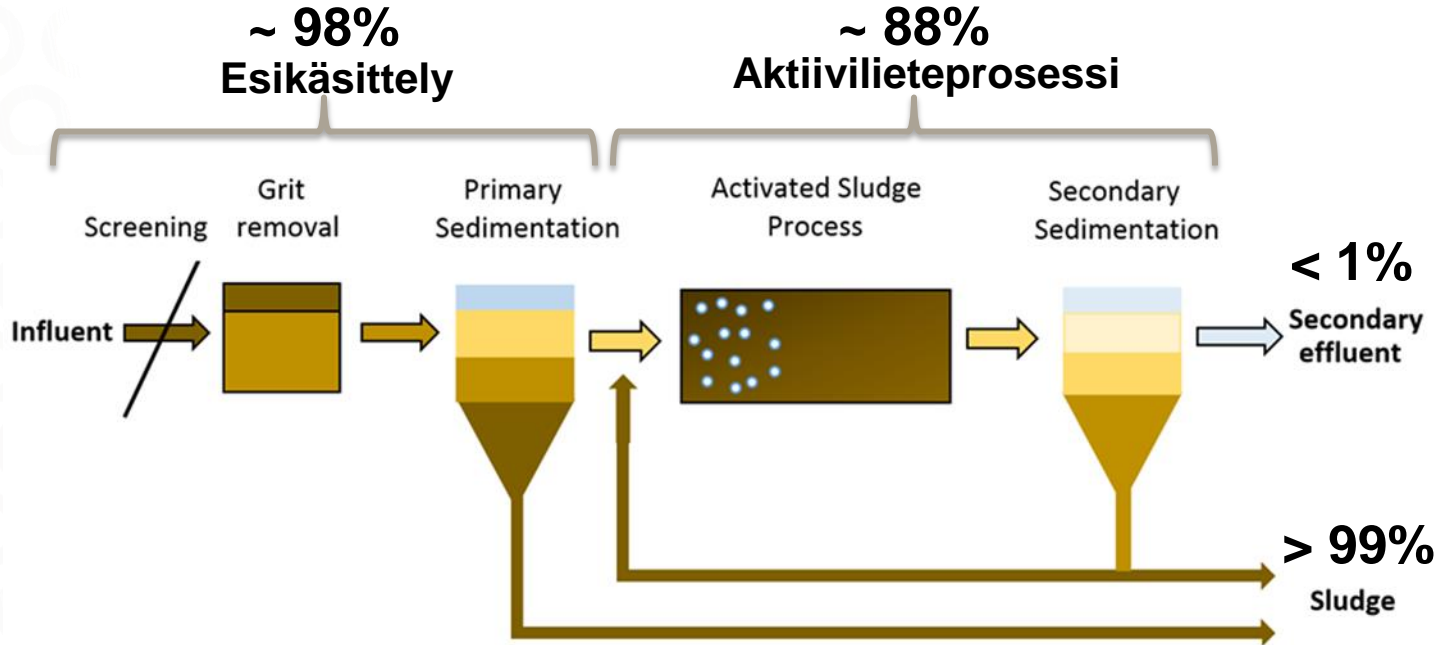 ~ 98%
Esikäsittely
~ 88%
Aktiivilieteprosessi
Screening
Grit
removal
Primary
Sedimentation
Activated Sludge
Process
Secondary
Sedimentation
Influent
< 1%
Secondary
effluent
> 99%
Sludge